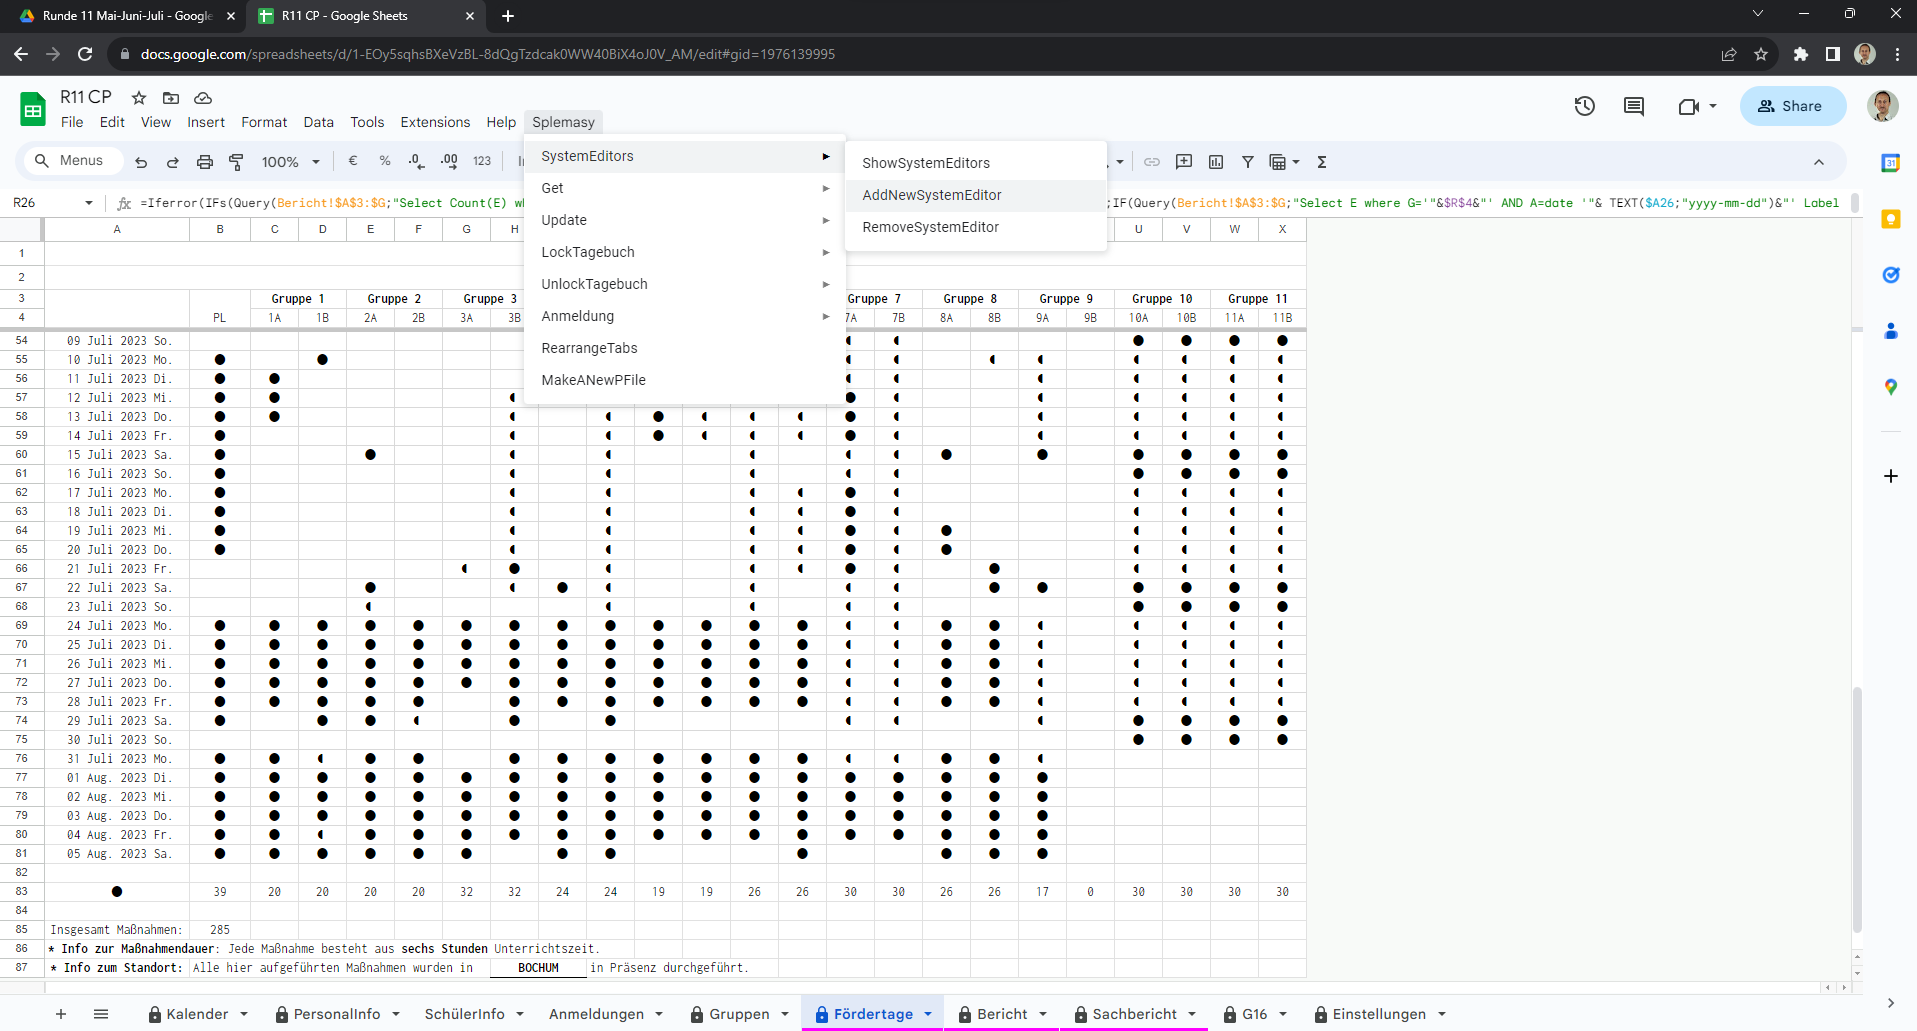 Runde 11 Mai-Juni-Juli - Google
R11 CP - Google Sheets
docs.google.com/spreadsheets/d/1-EOy5sqhsBXeVzBL-8dQgTzdcak0WW40BiX4oJ0V_AM/edit#gid=1976139995
R11 CP
File Edit View Insert Format Data Tools Extensions Help Splemasy
Share
Menus 100% € % .0 .00 123
R26 =Iferror(IFs(Query(Bericht!$A$3:$G;"Select Count(E) wh ;IF(Query(Bericht!$A$3:$G;"Select E where G='"&$R$4&"' AND A=date '"& TEXT($A26;"yyyy-mm-dd")&"' Label
SystemEditors
Get
Update
LockTagebuch
UnlockTagebuch
Anmeldung
RearrangeTabs
MakeANewPFile
ShowSystemEditors
AddNewSystemEditor
RemoveSystemEditor
A B C D E F G H U V W X
1
2
3 Gruppe 1 Gruppe 2 Gruppe 3 Gruppe 7 Gruppe 8 Gruppe 9 Gruppe 10 Gruppe 11
4 PL 1A 1B 2A 2B 3A 3B 7A 7B 8A 8B 9A 9B 10A 10B 11A 11B
54 09 Juli 2023 So.
55 10 Juli 2023 Mo.
56 11 Juli 2023 Di.
57 12 Juli 2023 Mi.
58 13 Juli 2023 Do.
59 14 Juli 2023 Fr.
60 15 Juli 2023 Sa.
61 16 Juli 2023 So.
62 17 Juli 2023 Mo.
63 18 Juli 2023 Di.
64 19 Juli 2023 Mi.
65 20 Juli 2023 Do.
66 21 Juli 2023 Fr.
67 22 Juli 2023 Sa.
68 23 Juli 2023 So.
69 24 Juli 2023 Mo.
70 25 Juli 2023 Di.
71 26 Juli 2023 Mi.
72 27 Juli 2023 Do.
73 28 Juli 2023 Fr.
74 29 Juli 2023 Sa.
75 30 Juli 2023 So.
76 31 Juli 2023 Mo.
77 01 Aug. 2023 Di.
78 02 Aug. 2023 Mi.
79 03 Aug. 2023 Do.
80 04 Aug. 2023 Fr.
81 05 Aug. 2023 Sa.
82
83 39 20 20 20 20 32 32 24 24 19 19 26 26 30 30 26 26 17 0 30 30 30 30
84
85 Insgesamt Maßnahmen: 285
86 * Info zur Maßnahmendauer: Jede Maßnahme besteht aus sechs Stunden Unterrichtszeit.
87 * Info zum Standort: Alle hier aufgeführten Maßnahmen wurden in BOCHUM in Präsenz durchgeführt.
Kalender PersonalInfo SchülerInfo Anmeldungen Gruppen Fördertage Bericht Sachbericht G16 Einstellungen